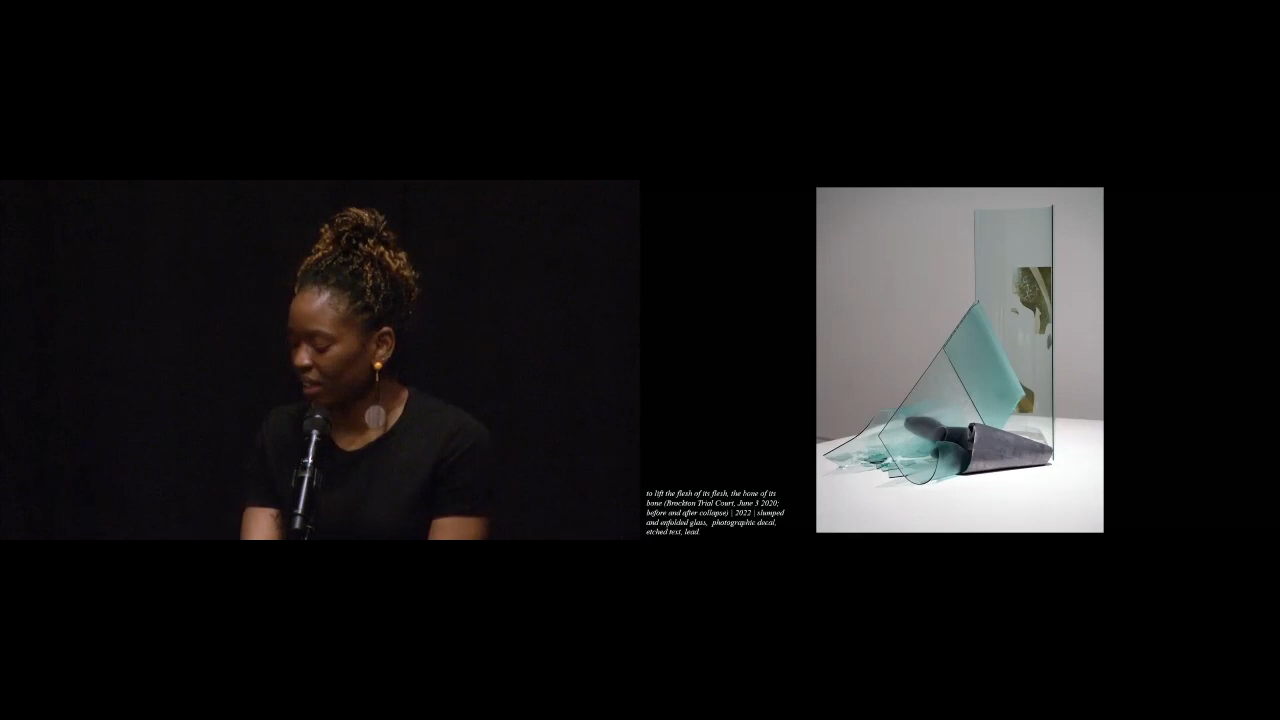 to lift the flesh of its flesh, the bone of its
bone (Brockton Trial Court, June 3 2020;
before and after collapse) | 2022 | slumped
and enfolded glass, photographic decal,
etched text, lead